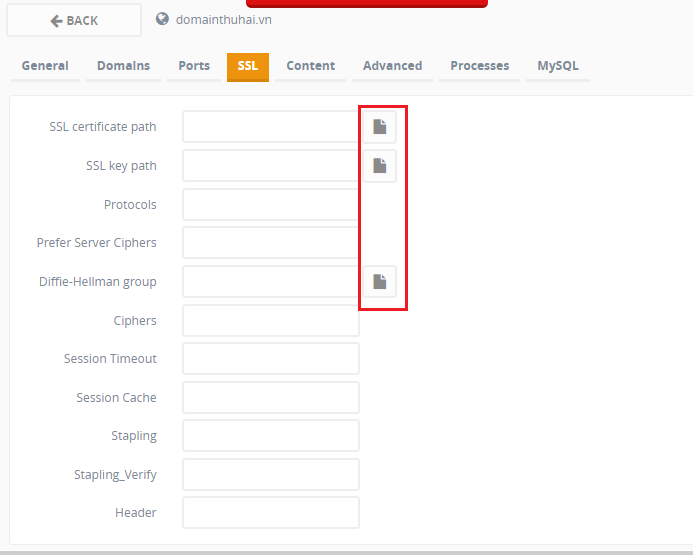 BACK domainthuhai.vn
General Domains Ports SSL Content Advanced Processes MySQL
SSL certificate path
SSL key path
Protocols
Prefer Server Ciphers
Diffie-Hellman group
Ciphers
Session Timeout
Session Cache
Stapling
Stapling_Verify
Header